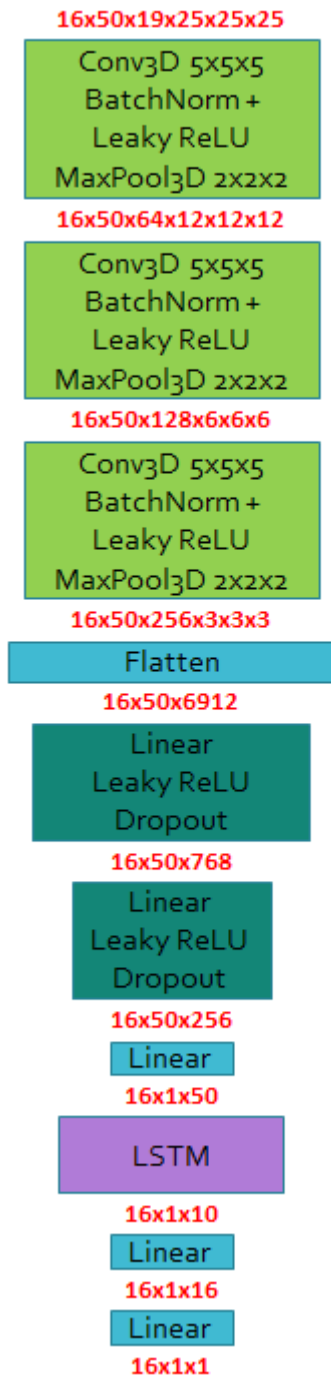 16x50x19x25x25x25
Conv3D 5x5x5
BatchNorm +
Leaky ReLU
MaxPool3D 2x2x2
16x50x64x12x12x12
Conv3D 5x5x5
BatchNorm +
Leaky ReLU
MaxPool3D 2x2x2
16x50x128x6x6x6
Conv3D 5x5x5
BatchNorm +
Leaky ReLU
MaxPool3D 2x2x2
16x50x256x3x3x3
Flatten
16x50x6912
Linear
Leaky ReLU
Dropout
16x50x768
Linear
Leaky ReLU
Dropout
16x50x256
Linear
16x1x50
LSTM
16x1x10
Linear
16x1x16
Linear
16x1x1